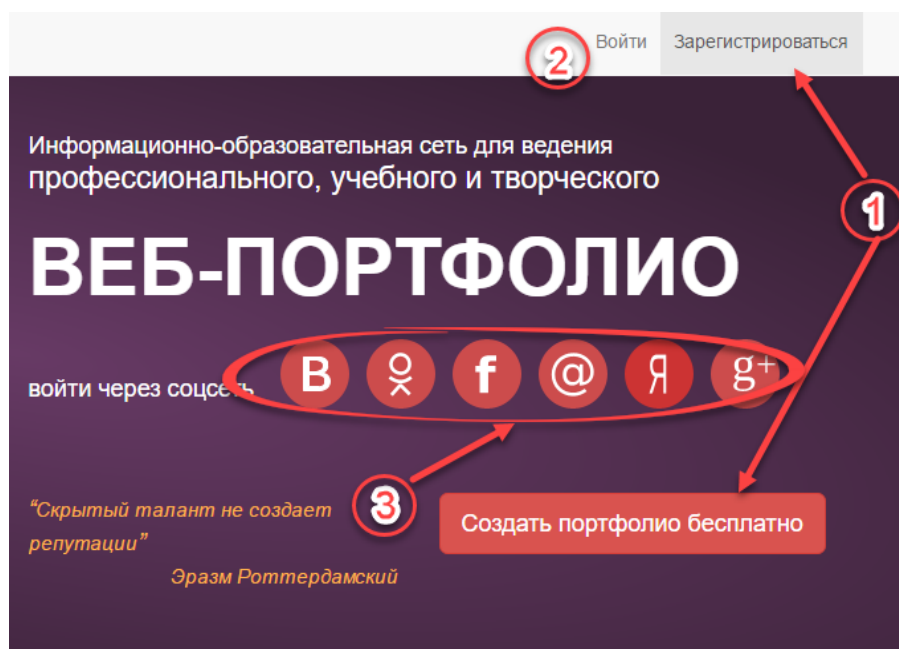 2 Войти Зарегистрироваться
Информационно-образовательная сеть для ведения
профессионального, учебного и творческого
1
ВЕБ-ПОРТФОЛИО
войти через соцсеть В f @ Я g+
3
“Скрытый талант не создает
репутации”
Эразм Роттердамский
Создать портфолио бесплатно